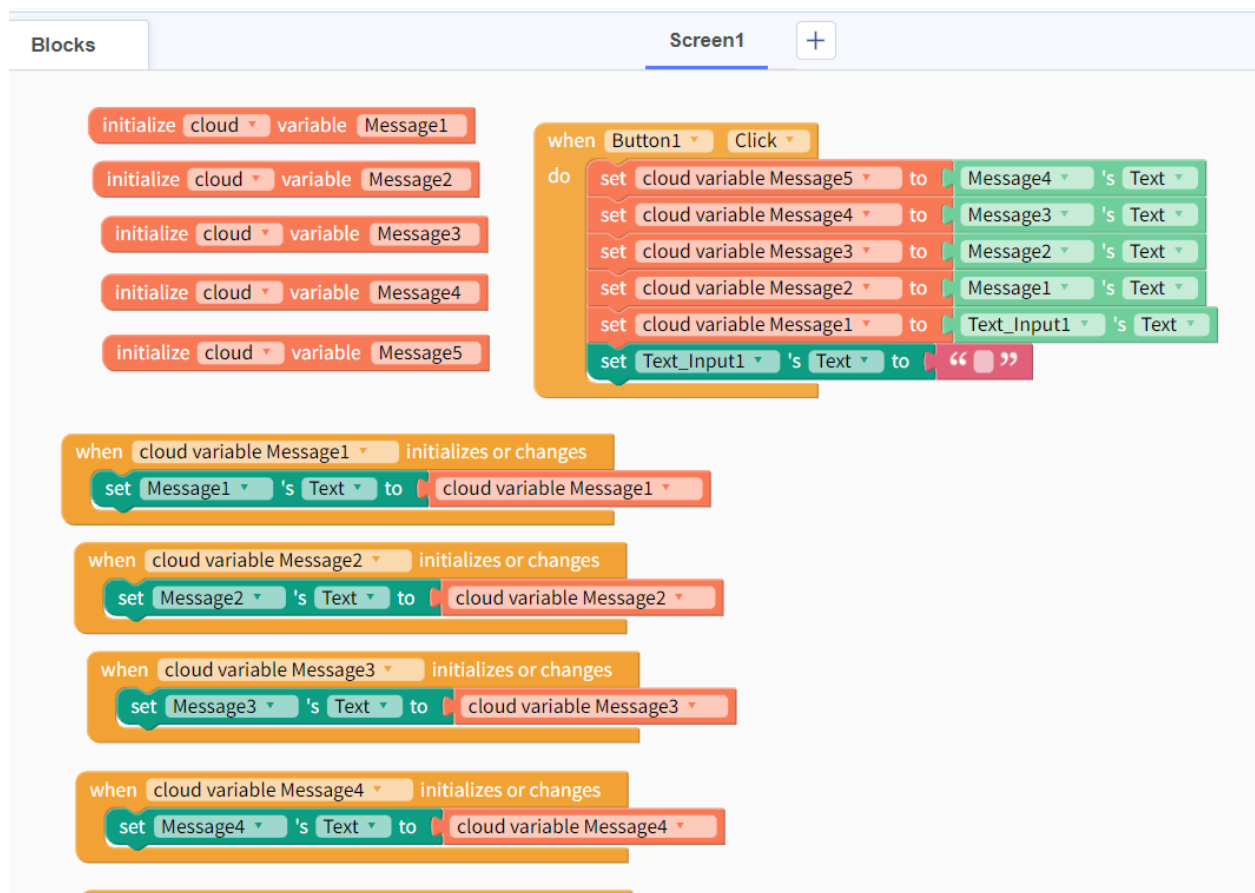 Blocks
Screen1
+
initialize cloud variable Message1
initialize cloud variable Message2
initialize cloud variable Message3
initialize cloud variable Message4
initialize cloud variable Message5
when Button1 Click
do set cloud variable Message5 to Message4 's Text
set cloud variable Message4 to Message3 's Text
set cloud variable Message3 to Message2 's Text
set cloud variable Message2 to Message1 's Text
set cloud variable Message1 to Text_Input1 's Text
set Text_Input1 's Text to “ ”
when cloud variable Message1 initializes or changes
set Message1 's Text to cloud variable Message1
when cloud variable Message2 initializes or changes
set Message2 's Text to cloud variable Message2
when cloud variable Message3 initializes or changes
set Message3 's Text to cloud variable Message3
when cloud variable Message4 initializes or changes
set Message4 's Text to cloud variable Message4